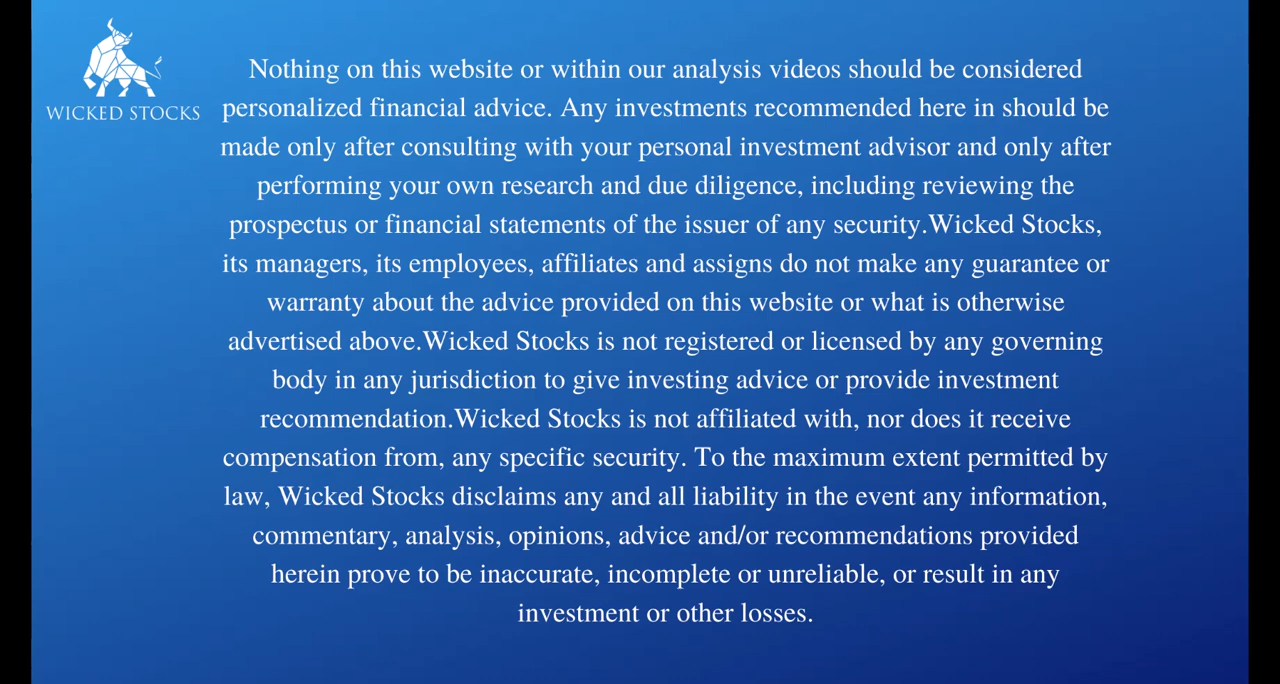 WICKED STOCKS
Nothing on this website or within our analysis videos should be considered
personalized financial advice. Any investments recommended here in should be
made only after consulting with your personal investment advisor and only after
performing your own research and due diligence, including reviewing the
prospectus or financial statements of the issuer of any security.Wicked Stocks,
its managers, its employees, affiliates and assigns do not make any guarantee or
warranty about the advice provided on this website or what is otherwise
advertised above.Wicked Stocks is not registered or licensed by any governing
body in any jurisdiction to give investing advice or provide investment
recommendation.Wicked Stocks is not affiliated with, nor does it receive
compensation from, any specific security. To the maximum extent permitted by
law, Wicked Stocks disclaims any and all liability in the event any information,
commentary, analysis, opinions, advice and/or recommendations provided
herein prove to be inaccurate, incomplete or unreliable, or result in any
investment or other losses.